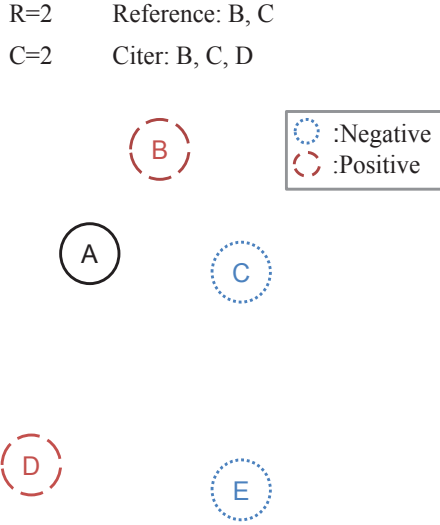 R=2 Reference: B, C
C=2 Citer: B, C, D
:Negative
:Positive
B
A
C
D
E